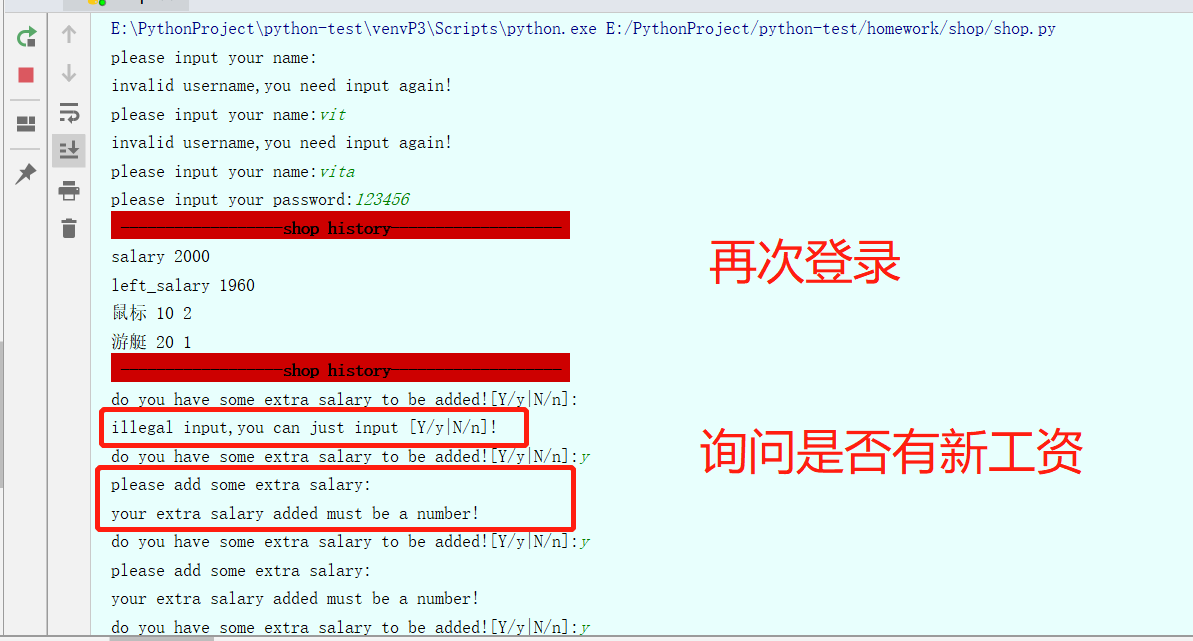 E:\PythonProject\python-test\venvP3\Scripts\python.exe E:/PythonProject/python-test/homework/shop/shop.py
please input your name:
invalid username,you need input again!
please input your name:vit
invalid username,you need input again!
please input your name:vita
please input your password:123456
--------------------shop history--------------------
salary 2000
left_salary 1960
鼠标 10 2
游艇 20 1
--------------------shop history--------------------
do you have some extra salary to be added![Y/y|N/n]:
illegal input,you can just input [Y/y|N/n]!
do you have some extra salary to be added![Y/y|N/n]:y
please add some extra salary:
your extra salary added must be a number!
do you have some extra salary to be added![Y/y|N/n]:y
please add some extra salary:
your extra salary added must be a number!
do you have some extra salary to be added![Y/y|N/n]:y
再次登录
询问是否有新工资